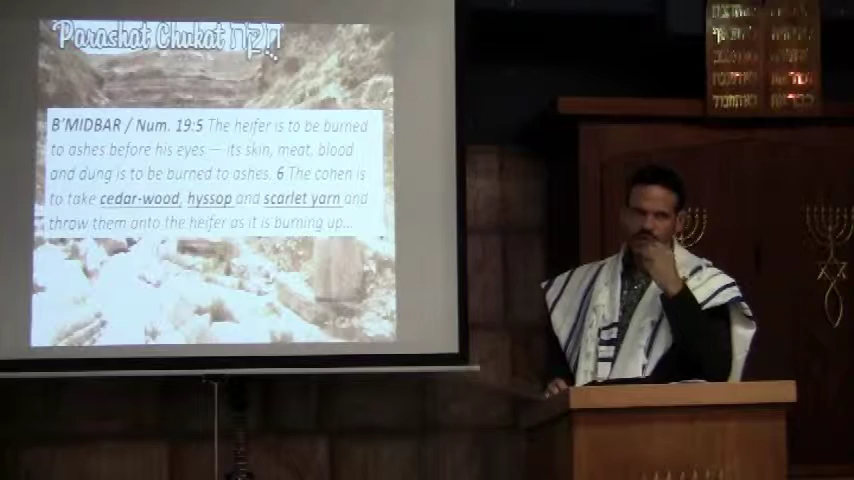 Parashat Chukat חֻקַּת
B'MIDBAR / Num. 19:5 The heifer is to be burned
to ashes before his eyes — its skin, meat, blood
and dung is to be burned to ashes. 6 The cohen is
to take cedar-wood, hyssop and scarlet yarn and
throw them onto the heifer as it is burning up...